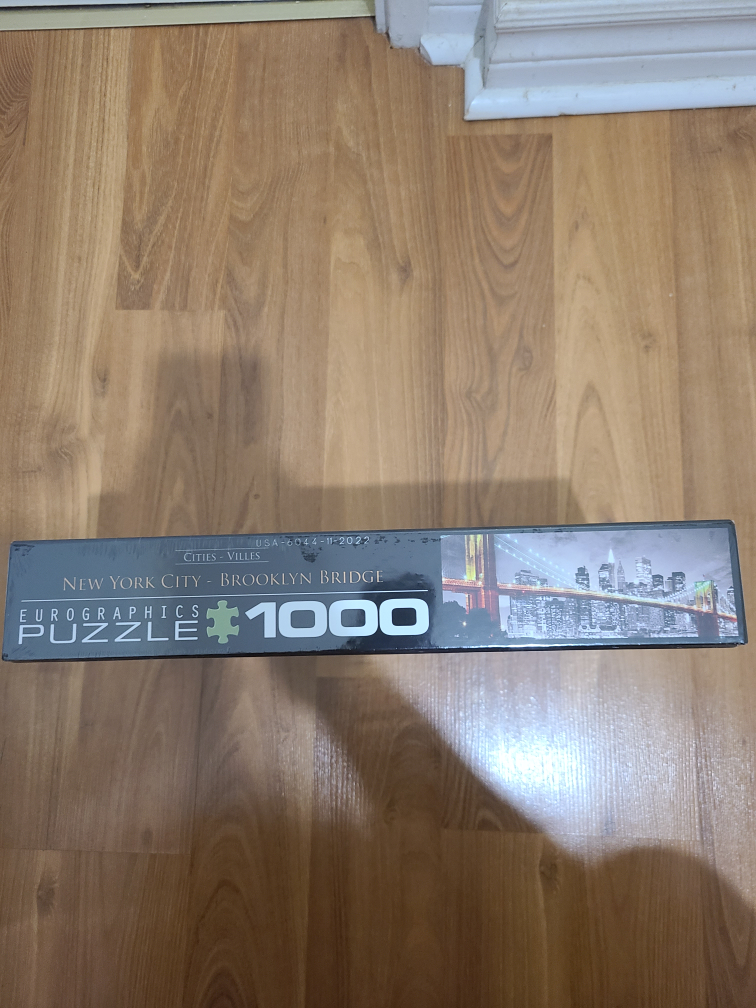 USA-6044-11-2022
CITIES - VILLES
NEW YORK CITY - BROOKLYN BRIDGE
EUROGRAPHICS
PUZZLE 1000